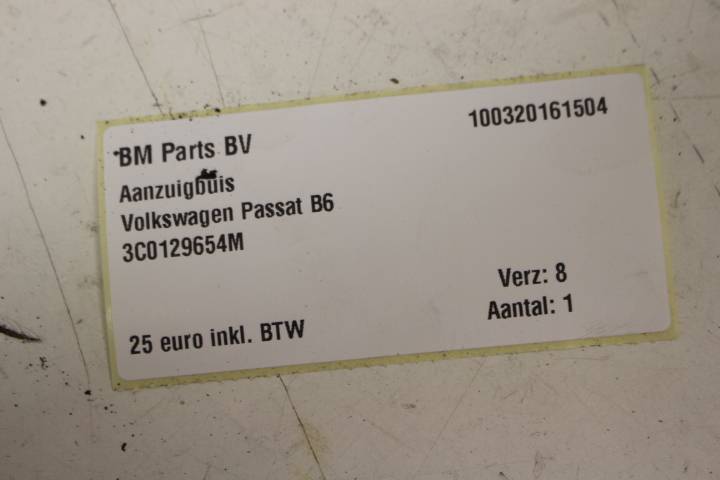 BM Parts BV
100320161504
Aanzuigbuis
Volkswagen Passat B6
3C0129654M
Verz: 8
Aantal: 1
25 euro inkl. BTW